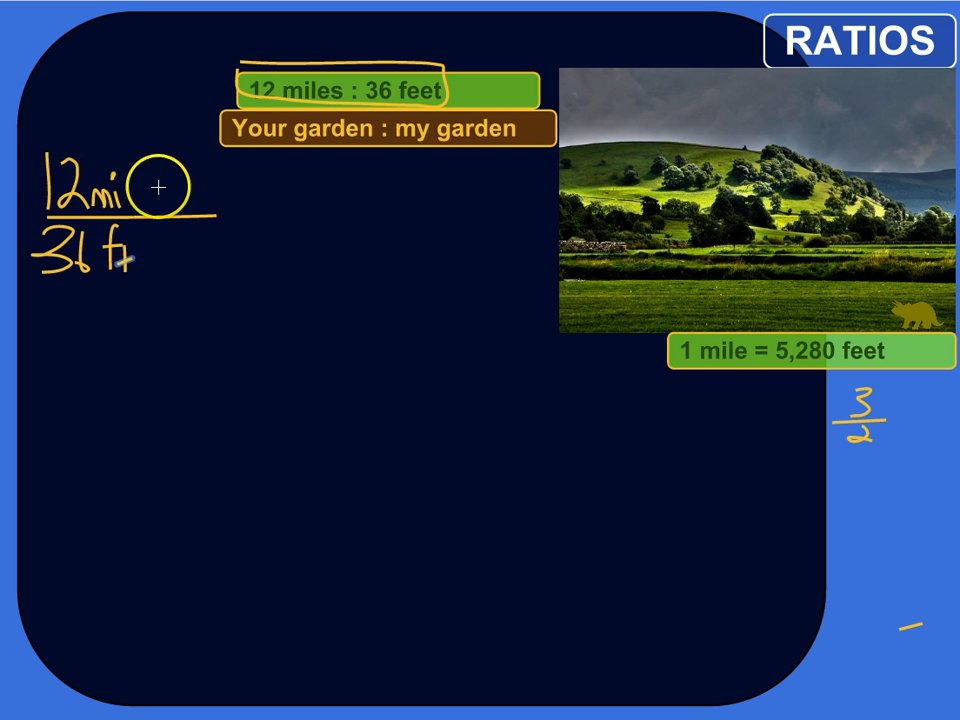 RATIOS
12 miles : 36 feet
Your garden : my garden
12mi
36 ft
1 mile = 5,280 feet
3
2